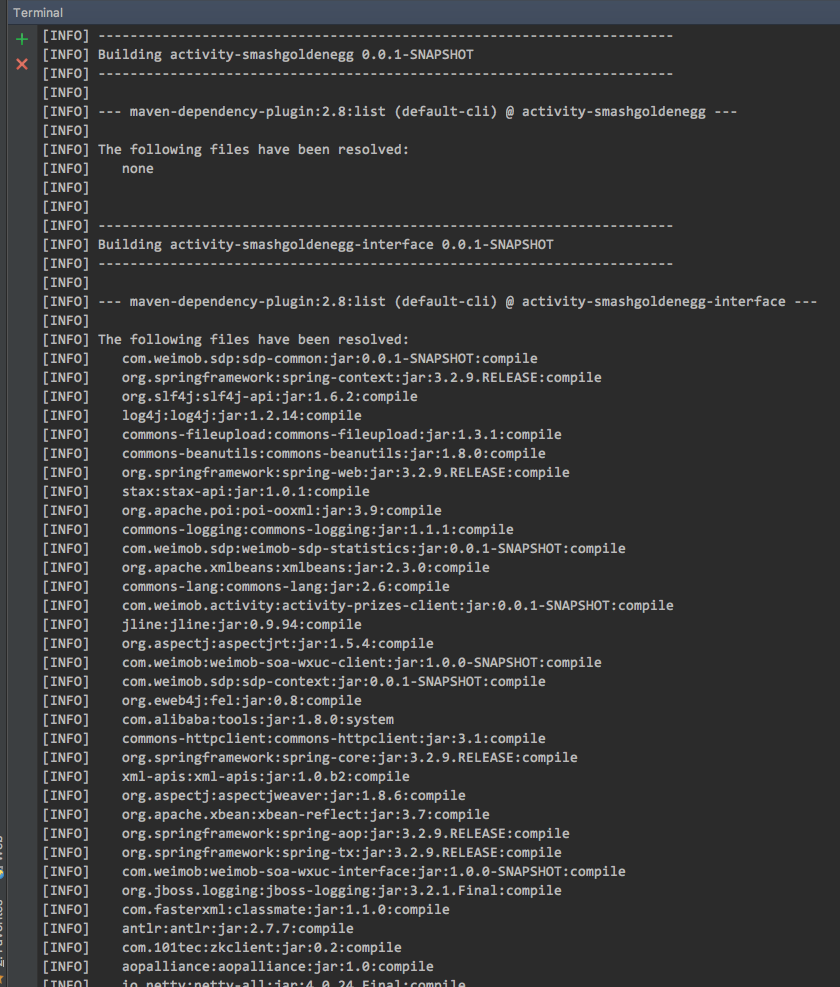 Terminal
[INFO] ------------------------------------------------------------------------
[INFO] Building activity-smashgoldenegg 0.0.1-SNAPSHOT
[INFO] ------------------------------------------------------------------------
[INFO]
[INFO] --- maven-dependency-plugin:2.8:list (default-cli) @ activity-smashgoldenegg ---
[INFO]
[INFO] The following files have been resolved:
[INFO]    none
[INFO]
[INFO]
[INFO] ------------------------------------------------------------------------
[INFO] Building activity-smashgoldenegg-interface 0.0.1-SNAPSHOT
[INFO] ------------------------------------------------------------------------
[INFO]
[INFO] --- maven-dependency-plugin:2.8:list (default-cli) @ activity-smashgoldenegg-interface ---
[INFO]
[INFO] The following files have been resolved:
[INFO]    com.weimob.sdp:sdp-common:jar:0.0.1-SNAPSHOT:compile
[INFO]    org.springframework:spring-context:jar:3.2.9.RELEASE:compile
[INFO]    org.slf4j:slf4j-api:jar:1.6.2:compile
[INFO]    log4j:log4j:jar:1.2.14:compile
[INFO]    commons-fileupload:commons-fileupload:jar:1.3.1:compile
[INFO]    commons-beanutils:commons-beanutils:jar:1.8.0:compile
[INFO]    org.springframework:spring-web:jar:3.2.9.RELEASE:compile
[INFO]    stax:stax-api:jar:1.0.1:compile
[INFO]    org.apache.poi:poi-ooxml:jar:3.9:compile
[INFO]    commons-logging:commons-logging:jar:1.1.1:compile
[INFO]    com.weimob.sdp:weimob-sdp-statistics:jar:0.0.1-SNAPSHOT:compile
[INFO]    org.apache.xmlbeans:xmlbeans:jar:2.3.0:compile
[INFO]    commons-lang:commons-lang:jar:2.6:compile
[INFO]    com.weimob.activity:activity-prizes-client:jar:0.0.1-SNAPSHOT:compile
[INFO]    jline:jline:jar:0.9.94:compile
[INFO]    org.aspectj:aspectjrt:jar:1.5.4:compile
[INFO]    com.weimob:weimob-soa-wxuc-client:jar:1.0.0-SNAPSHOT:compile
[INFO]    com.weimob.sdp:sdp-context:jar:0.0.1-SNAPSHOT:compile
[INFO]    org.eweb4j:fel:jar:0.8:compile
[INFO]    com.alibaba:tools:jar:1.8.0:system
[INFO]    commons-httpclient:commons-httpclient:jar:3.1:compile
[INFO]    org.springframework:spring-core:jar:3.2.9.RELEASE:compile
[INFO]    xml-apis:xml-apis:jar:1.0.b2:compile
[INFO]    org.aspectj:aspectjweaver:jar:1.8.6:compile
[INFO]    org.apache.xbean:xbean-reflect:jar:3.7:compile
[INFO]    org.springframework:spring-aop:jar:3.2.9.RELEASE:compile
[INFO]    org.springframework:spring-tx:jar:3.2.9.RELEASE:compile
[INFO]    com.weimob:weimob-soa-wxuc-interface:jar:1.0.0-SNAPSHOT:compile
[INFO]    org.jboss.logging:jboss-logging:jar:3.2.1.Final:compile
[INFO]    com.fasterxml:classmate:jar:1.1.0:compile
[INFO]    antlr:antlr:jar:2.7.7:compile
[INFO]    com.101tec:zkclient:jar:0.2:compile
[INFO]    aopalliance:aopalliance:jar:1.0:compile
[INFO]    io.netty:netty-all:jar:4.0.24.Final:compile